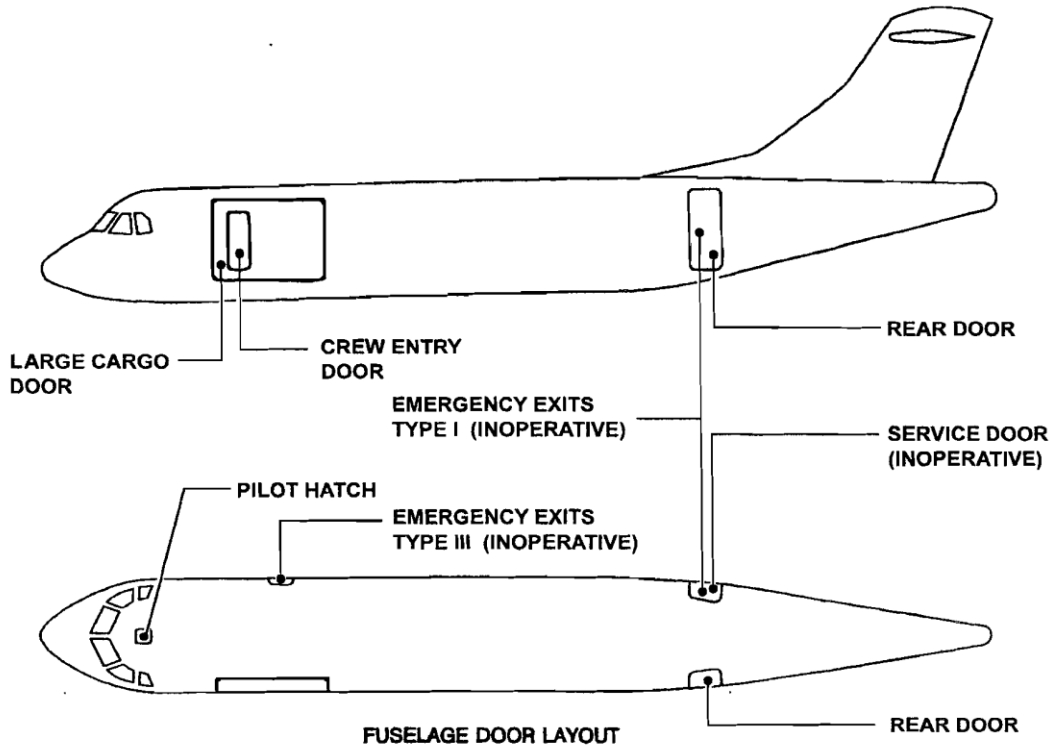 LARGE CARGO
DOOR
CREW ENTRY
DOOR
REAR DOOR
EMERGENCY EXITS
TYPE I (INOPERATIVE)
SERVICE DOOR
(INOPERATIVE)
PILOT HATCH
EMERGENCY EXITS
TYPE III (INOPERATIVE)
REAR DOOR
FUSELAGE DOOR LAYOUT